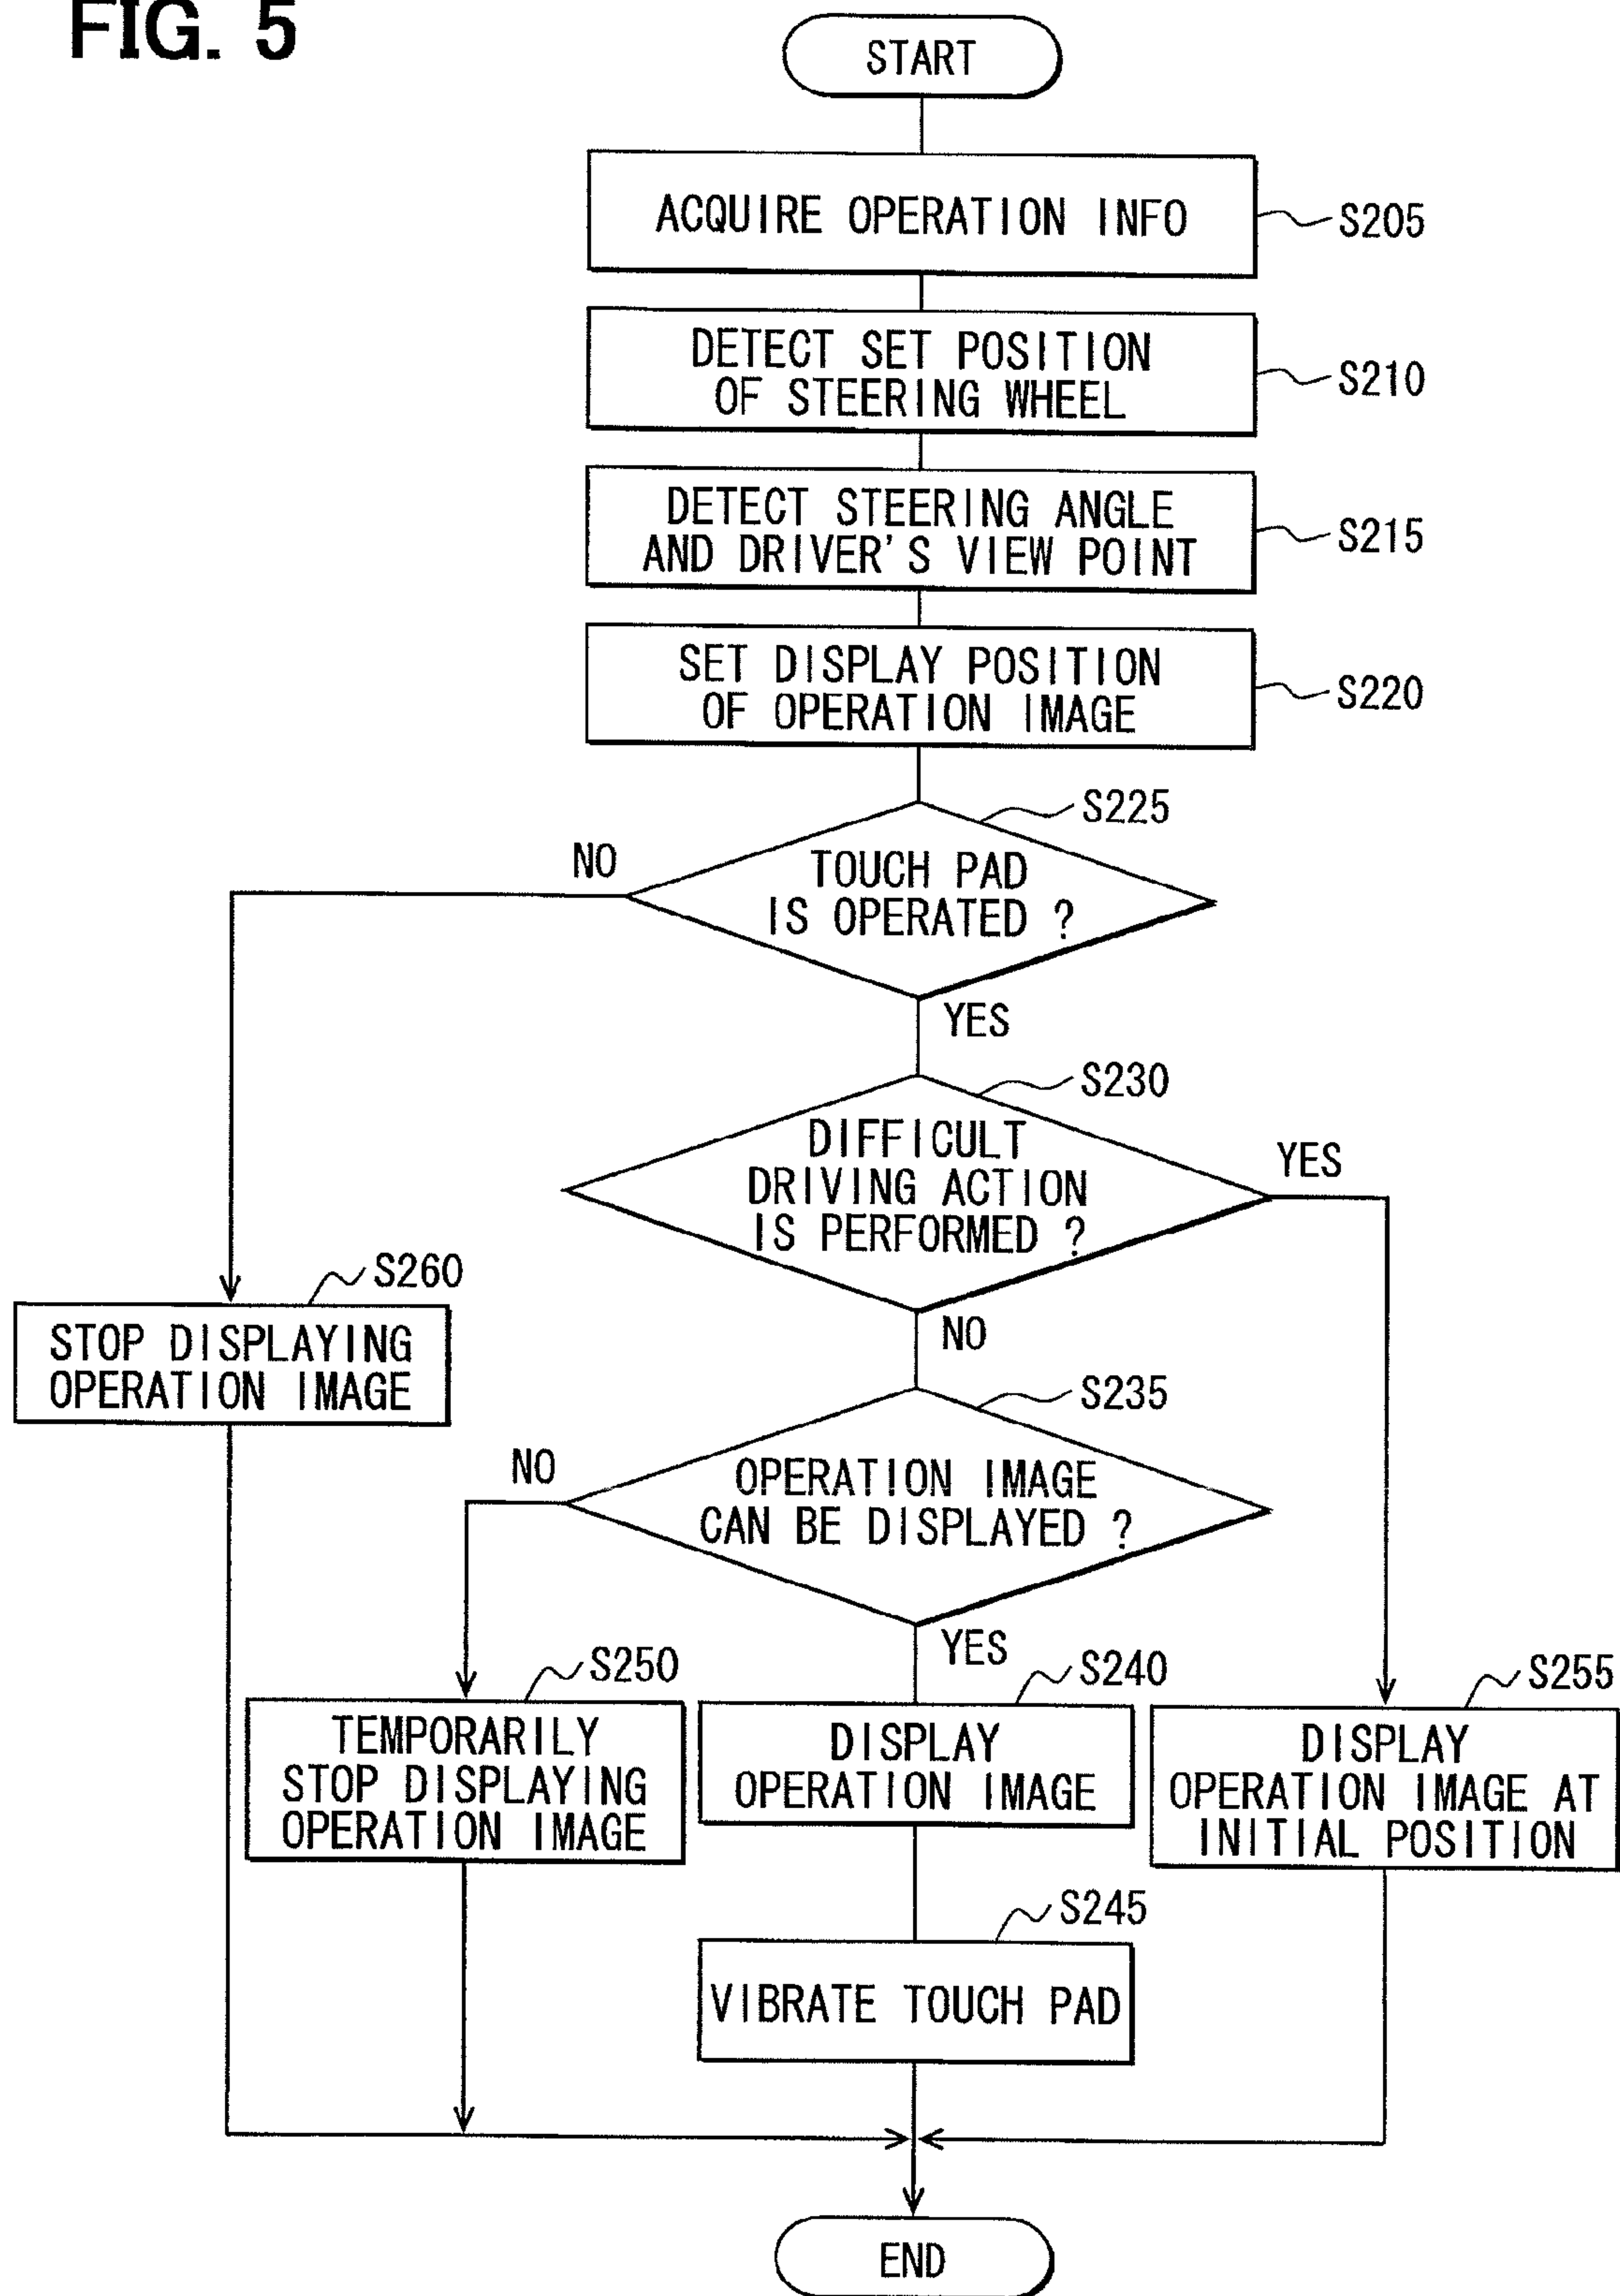 FIG. 5
START
ACQUIRE OPERATION INFO
S205
DETECT SET POSITION
OF STEERING WHEEL
S210
DETECT STEERING ANGLE
AND DRIVER'S VIEW POINT
S215
SET DISPLAY POSITION
OF OPERATION IMAGE
S220
S225
NO
TOUCH PAD
IS OPERATED ?
YES
S230
DIFFICULT
DRIVING ACTION
IS PERFORMED ?
YES
NO
S260
STOP DISPLAYING
OPERATION IMAGE
S235
NO
OPERATION IMAGE
CAN BE DISPLAYED ?
YES
S250
TEMPORARILY
STOP DISPLAYING
OPERATION IMAGE
S240
DISPLAY
OPERATION IMAGE
S255
DISPLAY
OPERATION IMAGE AT
INITIAL POSITION
S245
VIBRATE TOUCH PAD
END